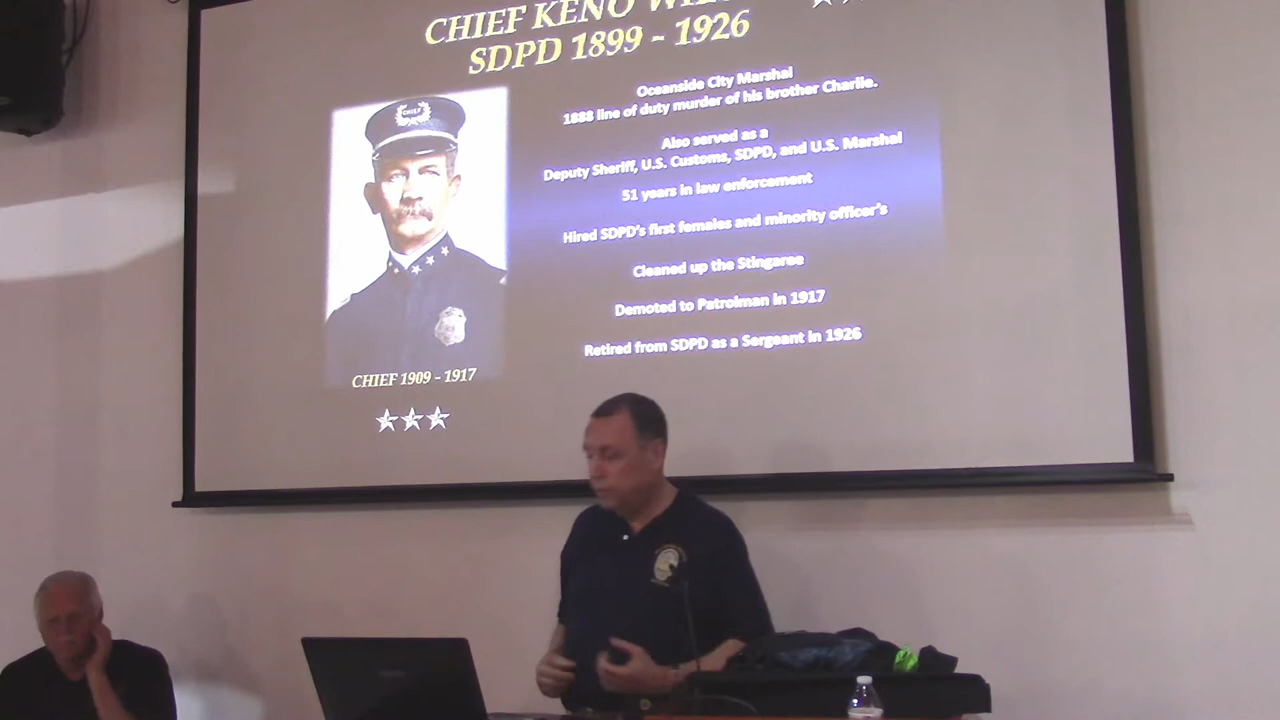 CHIEF KENO
SDPD 1899 - 1926
Oceanside City Marshal
1888 line of duty murder of his brother Charlie.
Also served as a
Deputy Sheriff, U.S. Customs, SDPD, and U.S. Marshal
51 years in law enforcement
Hired SDPD's first females and minority officer's
Cleaned up the Stingaree
Demoted to Patrolman in 1917
Retired from SDPD as a Sergeant in 1926
CHIEF
CHIEF 1909 - 1917